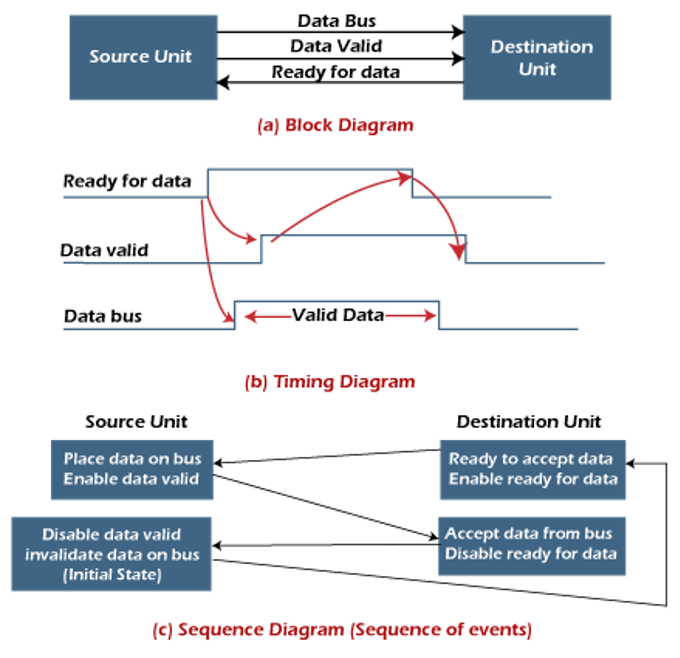 Data Bus
Source Unit
Data Valid
Destination
Unit
Ready for data
(a) Block Diagram
Ready for data
Data valid
Data bus
Valid Data
(b) Timing Diagram
Source Unit
Destination Unit
Place data on bus
Enable data valid
Ready to accept data
Enable ready for data
Disable data valid
invalidate data on bus
(Initial State)
Accept data from bus
Disable ready for data
(c) Sequence Diagram (Sequence of events)